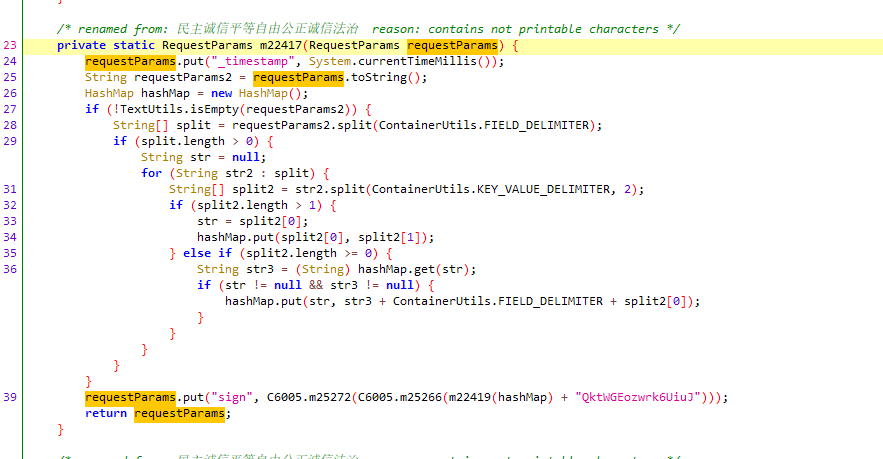 }
/* renamed from: 民主诚信平等自由公正诚信法治  reason: contains not printable characters */
23 private static RequestParams m22417(RequestParams requestParams) {
24 requestParams.put("_timestamp", System.currentTimeMillis());
25 String requestParams2 = requestParams.toString();
26 HashMap hashMap = new HashMap();
27 if (!TextUtils.isEmpty(requestParams2)) {
28 String[] split = requestParams2.split(ContainerUtils.FIELD_DELIMITER);
29 if (split.length > 0) {
String str = null;
for (String str2 : split) {
31 String[] split2 = str2.split(ContainerUtils.KEY_VALUE_DELIMITER, 2);
32 if (split2.length > 1) {
33 str = split2[0];
34 hashMap.put(split2[0], split2[1]);
35 } else if (split2.length >= 0) {
36 String str3 = (String) hashMap.get(str);
if (str != null && str3 != null) {
hashMap.put(str, str3 + ContainerUtils.FIELD_DELIMITER + split2[0]);
}
}
}
}
}
39 requestParams.put("sign", C6005.m25272(C6005.m25266(m22419(hashMap) + "QktWGEozwrk6UiuJ")));
return requestParams;
}